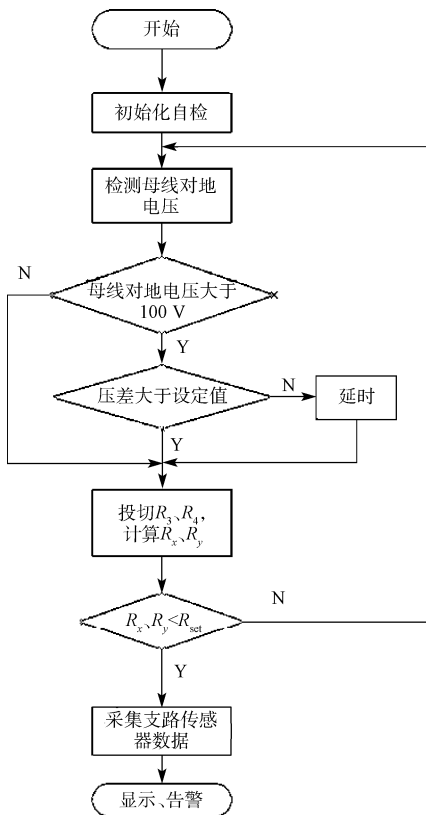 开始
初始化自检
检测母线对地
电压
N
母线对地电压大于
100 V
Y
压差大于设定值
N
延时
Y
投切R3、R4,
计算Rx、Ry
Rx、Ry<Rset
N
Y
采集支路传感
器数据
显示、告警